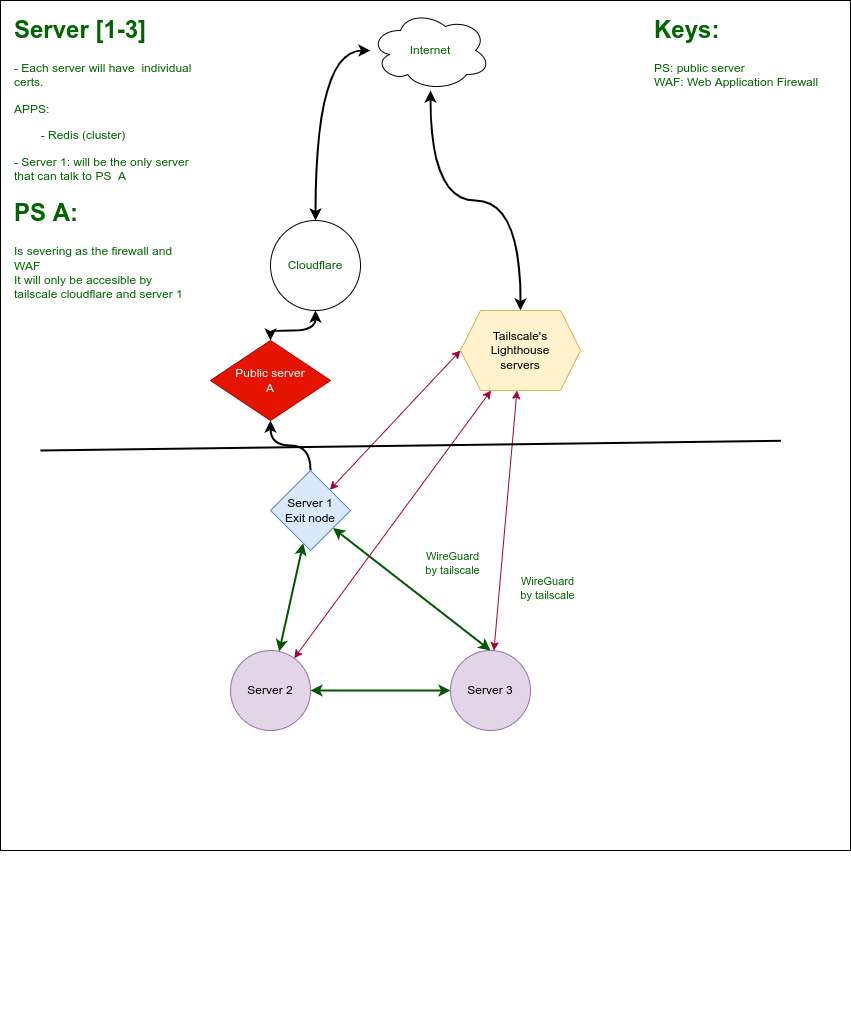 Server [1-3]
- Each server will have  individual
certs.
APPS:
- Redis (cluster)
- Server 1: will be the only server
that can talk to PS  A
PS A:
Is severing as the firewall and
WAF
It will only be accesible by
tailscale cloudflare and server 1
Keys:
PS: public server
WAF: Web Application Firewall
Internet
Cloudflare
Tailscale's
Lighthouse
servers
Public server
A
Server 1
Exit node
WireGuard
by tailscale
WireGuard
by tailscale
Server 2
Server 3